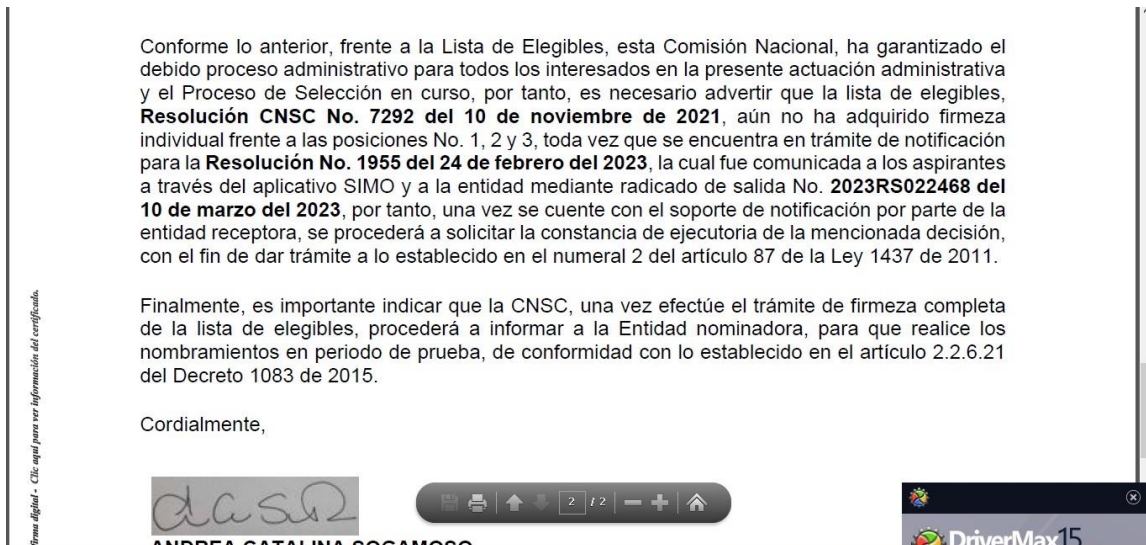 Conforme lo anterior, frente a la Lista de Elegibles, esta Comisión Nacional, ha garantizado el
debido proceso administrativo para todos los interesados en la presente actuación administrativa
y el Proceso de Selección en curso, por tanto, es necesario advertir que la lista de elegibles,
Resolución CNSC No. 7292 del 10 de noviembre de 2021, aún no ha adquirido firmeza
individual frente a las posiciones No. 1, 2 y 3, toda vez que se encuentra en trámite de notificación
para la Resolución No. 1955 del 24 de febrero del 2023, la cual fue comunicada a los aspirantes
a través del aplicativo SIMO y a la entidad mediante radicado de salida No. 2023RS022468 del
10 de marzo del 2023, por tanto, una vez se cuente con el soporte de notificación por parte de la
entidad receptora, se procederá a solicitar la constancia de ejecutoria de la mencionada decisión,
con el fin de dar trámite a lo establecido en el numeral 2 del artículo 87 de la Ley 1437 de 2011.
Finalmente, es importante indicar que la CNSC, una vez efectúe el trámite de firmeza completa
de la lista de elegibles, procederá a informar a la Entidad nominadora, para que realice los
nombramientos en periodo de prueba, de conformidad con lo establecido en el artículo 2.2.6.21
del Decreto 1083 de 2015.
Cordialmente,
ANDREA CATALINA SOGAMOSO
firma digital - Clic aquí para ver información del certificado.
2 / 2
DriverMax 15